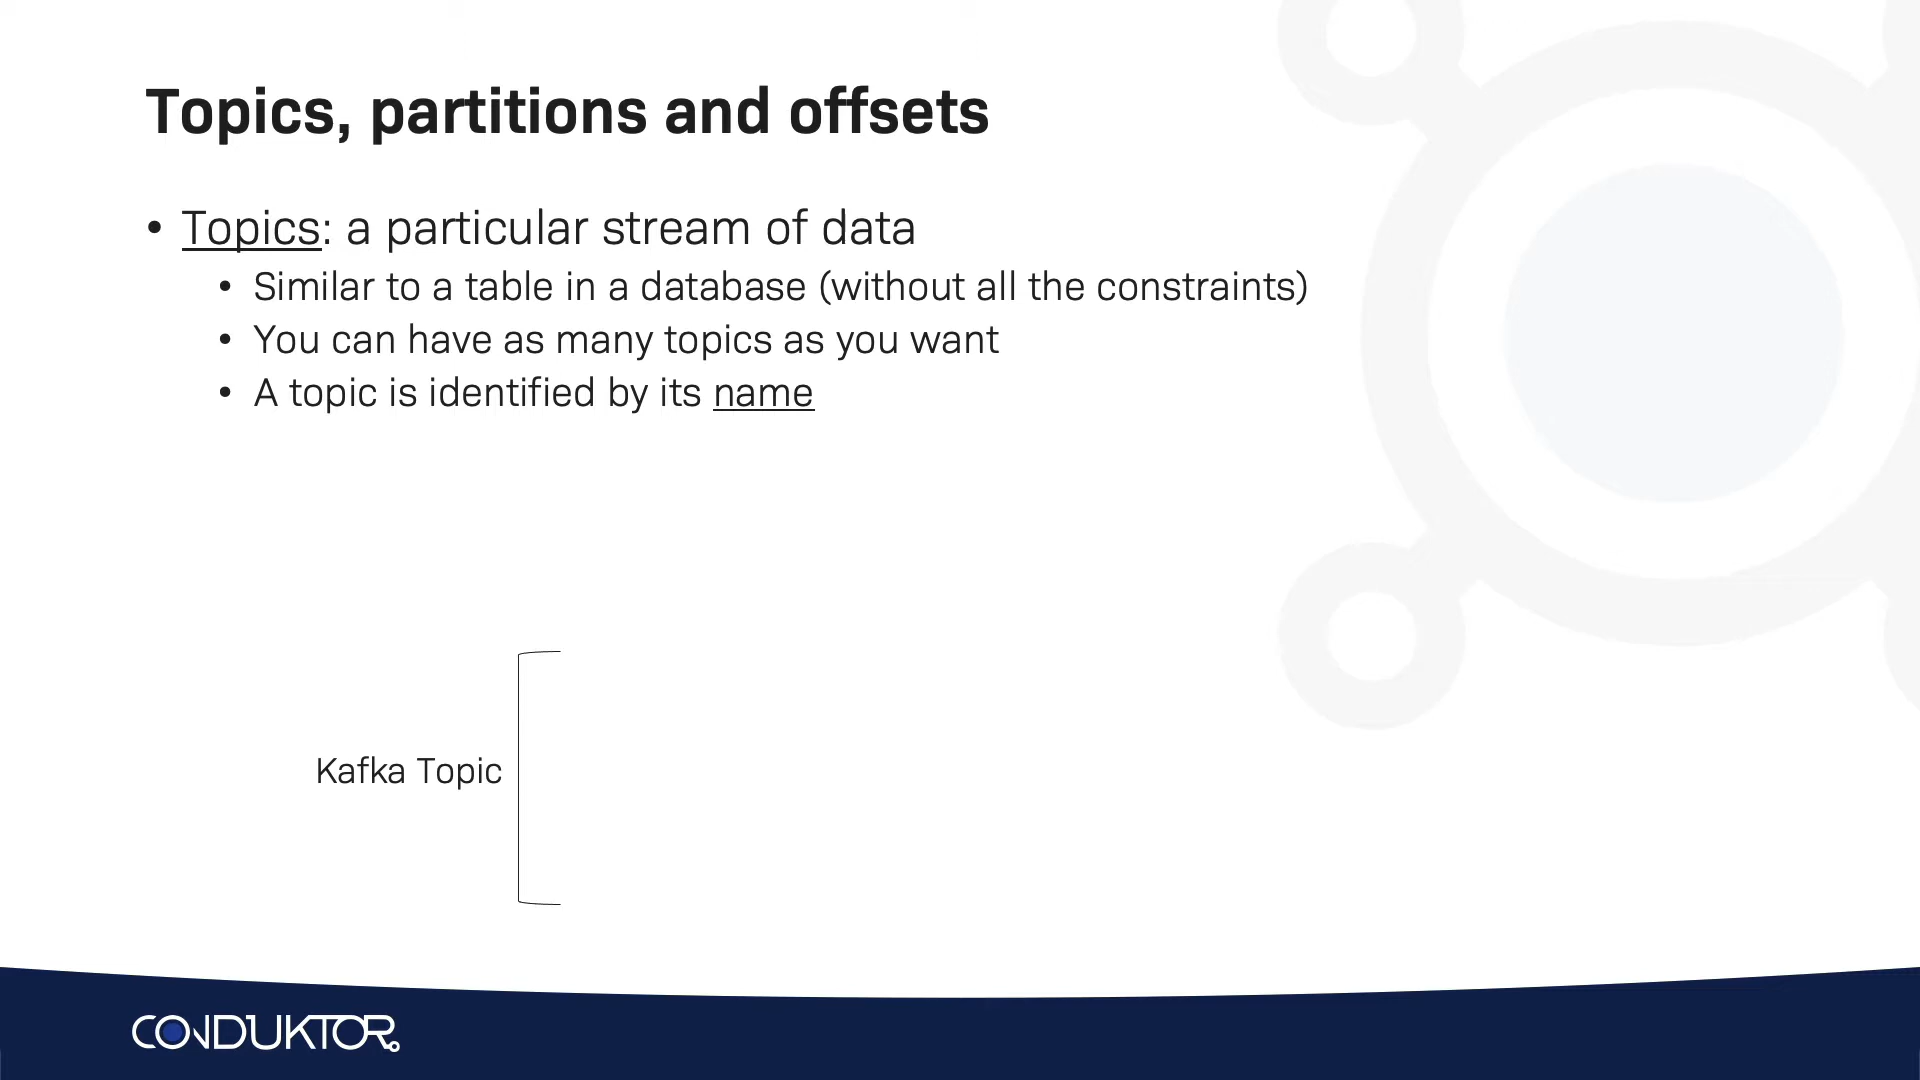 Topics, partitions and offsets
• Topics: a particular stream of data
• Similar to a table in a database (without all the constraints)
• You can have as many topics as you want
• A topic is identified by its name
Kafka Topic
CONDUKTOR